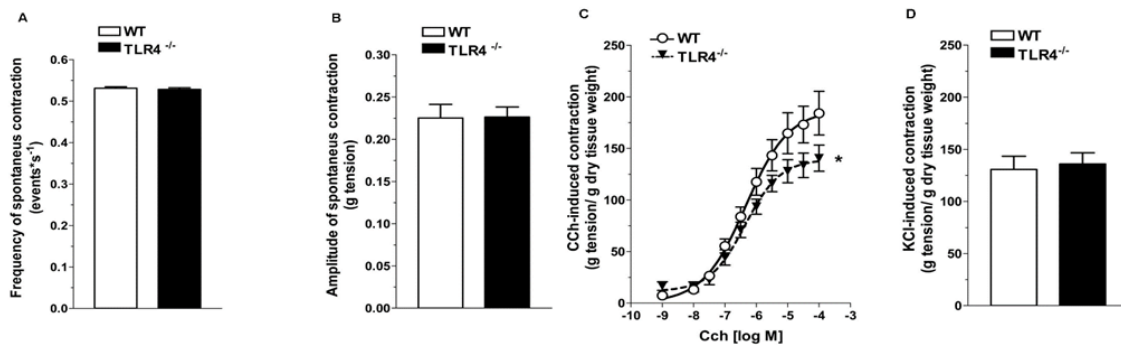 A
WT
TLR4 -/-
Frequency of spontaneus contraction
(events*s-1)
0.6
0.5
0.4
0.3
0.2
0.1
0.0
B
WT
TLR4 -/-
Amplitude of spontaneus contraction
(g tension)
0.30
0.25
0.20
0.15
0.10
0.05
0.00
C
WT
TLR4-/-
CCh-induced contraction
(g tension/ g dry tissue weight)
250
200
150
100
50
0
*
-10 -9 -8 -7 -6 -5 -4 -3
Cch [log M]
D
WT
TLR4-/-
KCl-induced contraction
(g tension/ g dry tissue weight)
250
200
150
100
50
0